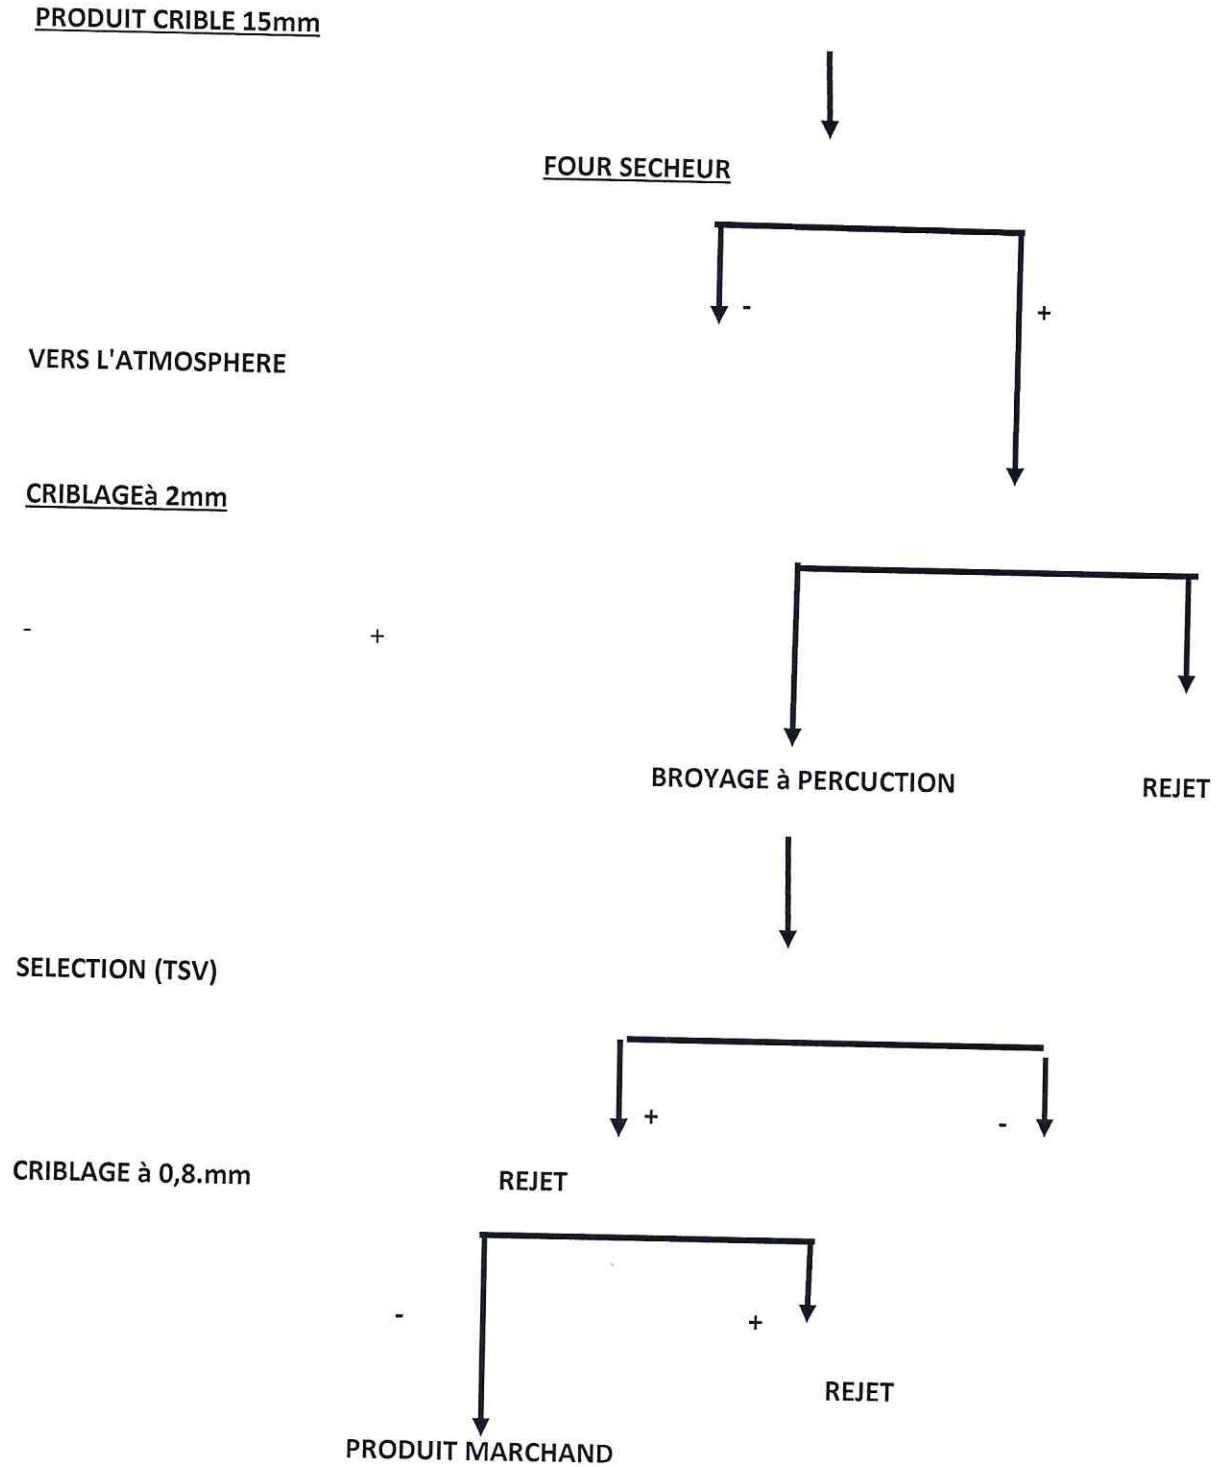 PRODUIT CRIBLE 15mm
FOUR SECHEUR
- +
VERS L'ATMOSPHERE
CRIBLAGEà 2mm
- +
BROYAGE à PERCUCTION REJET
SELECTION (TSV)
+ -
CRIBLAGE à 0,8.mm REJET
- +
REJET
PRODUIT MARCHAND